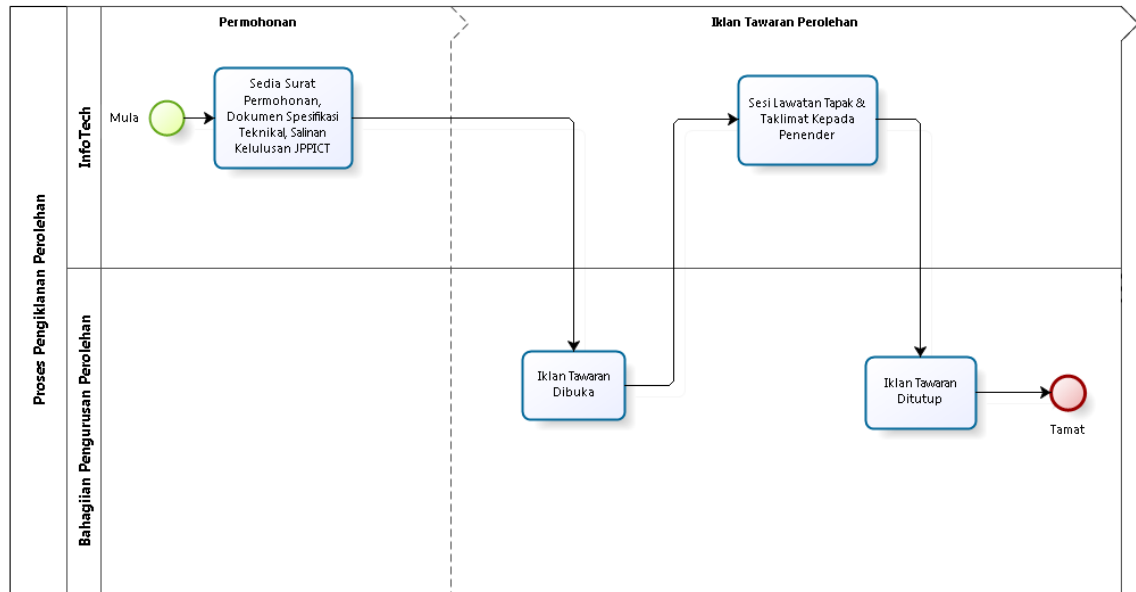 Proses Pengiklanan Perolehan
Permohonan
Iklan Tawaran Perolehan
InfoTech
Mula
Sedia Surat
Permohonan,
Dokumen Spesifikasi
Teknikal, Salinan
Kelulusan JPPICT
Sesi Lawatan Tapak &
Taklimat Kepada
Penender
Bahagiian Pengurusan Perolehan
Iklan Tawaran
Dibuka
Iklan Tawaran
Ditutup
Tamat